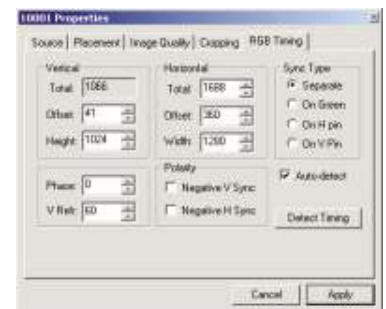 10001 Properties
Source | Placement | Image Quality | Cropping | RGB Timing
Vertical
Total: 1066
Offset: 41
Height: 1024
Horizontal
Total: 1688
Offset: 360
Width: 1280
Sync Type
Separate
On Green
On H pin
On V Pin
Phase: 0
V Refr: 60
Polarity
Negative V Sync
Negative H Sync
Auto-detect
Detect Timing
Cancel
Apply